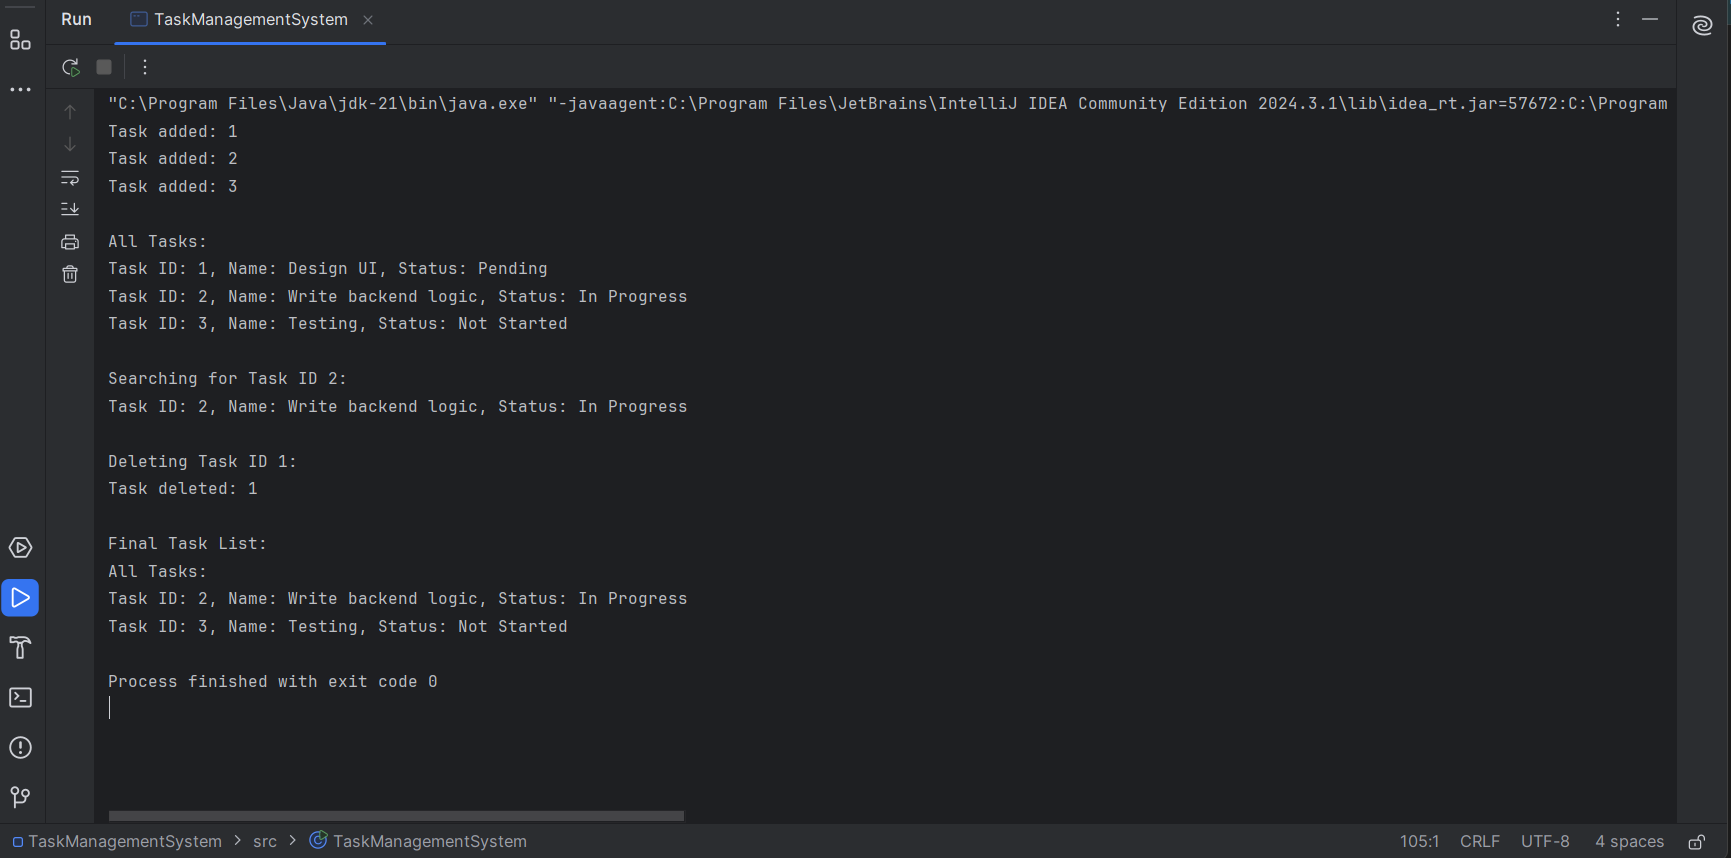 Run TaskManagementSystem
"C:\Program Files\Java\jdk-21\bin\java.exe" "-javaagent:C:\Program Files\JetBrains\IntelliJ IDEA Community Edition 2024.3.1\lib\idea_rt.jar=57672:C:\Program
Task added: 1
Task added: 2
Task added: 3
All Tasks:
Task ID: 1, Name: Design UI, Status: Pending
Task ID: 2, Name: Write backend logic, Status: In Progress
Task ID: 3, Name: Testing, Status: Not Started
Searching for Task ID 2:
Task ID: 2, Name: Write backend logic, Status: In Progress
Deleting Task ID 1:
Task deleted: 1
Final Task List:
All Tasks:
Task ID: 2, Name: Write backend logic, Status: In Progress
Task ID: 3, Name: Testing, Status: Not Started
Process finished with exit code 0
TaskManagementSystem > src > TaskManagementSystem 105:1 CRLF UTF-8 4 spaces